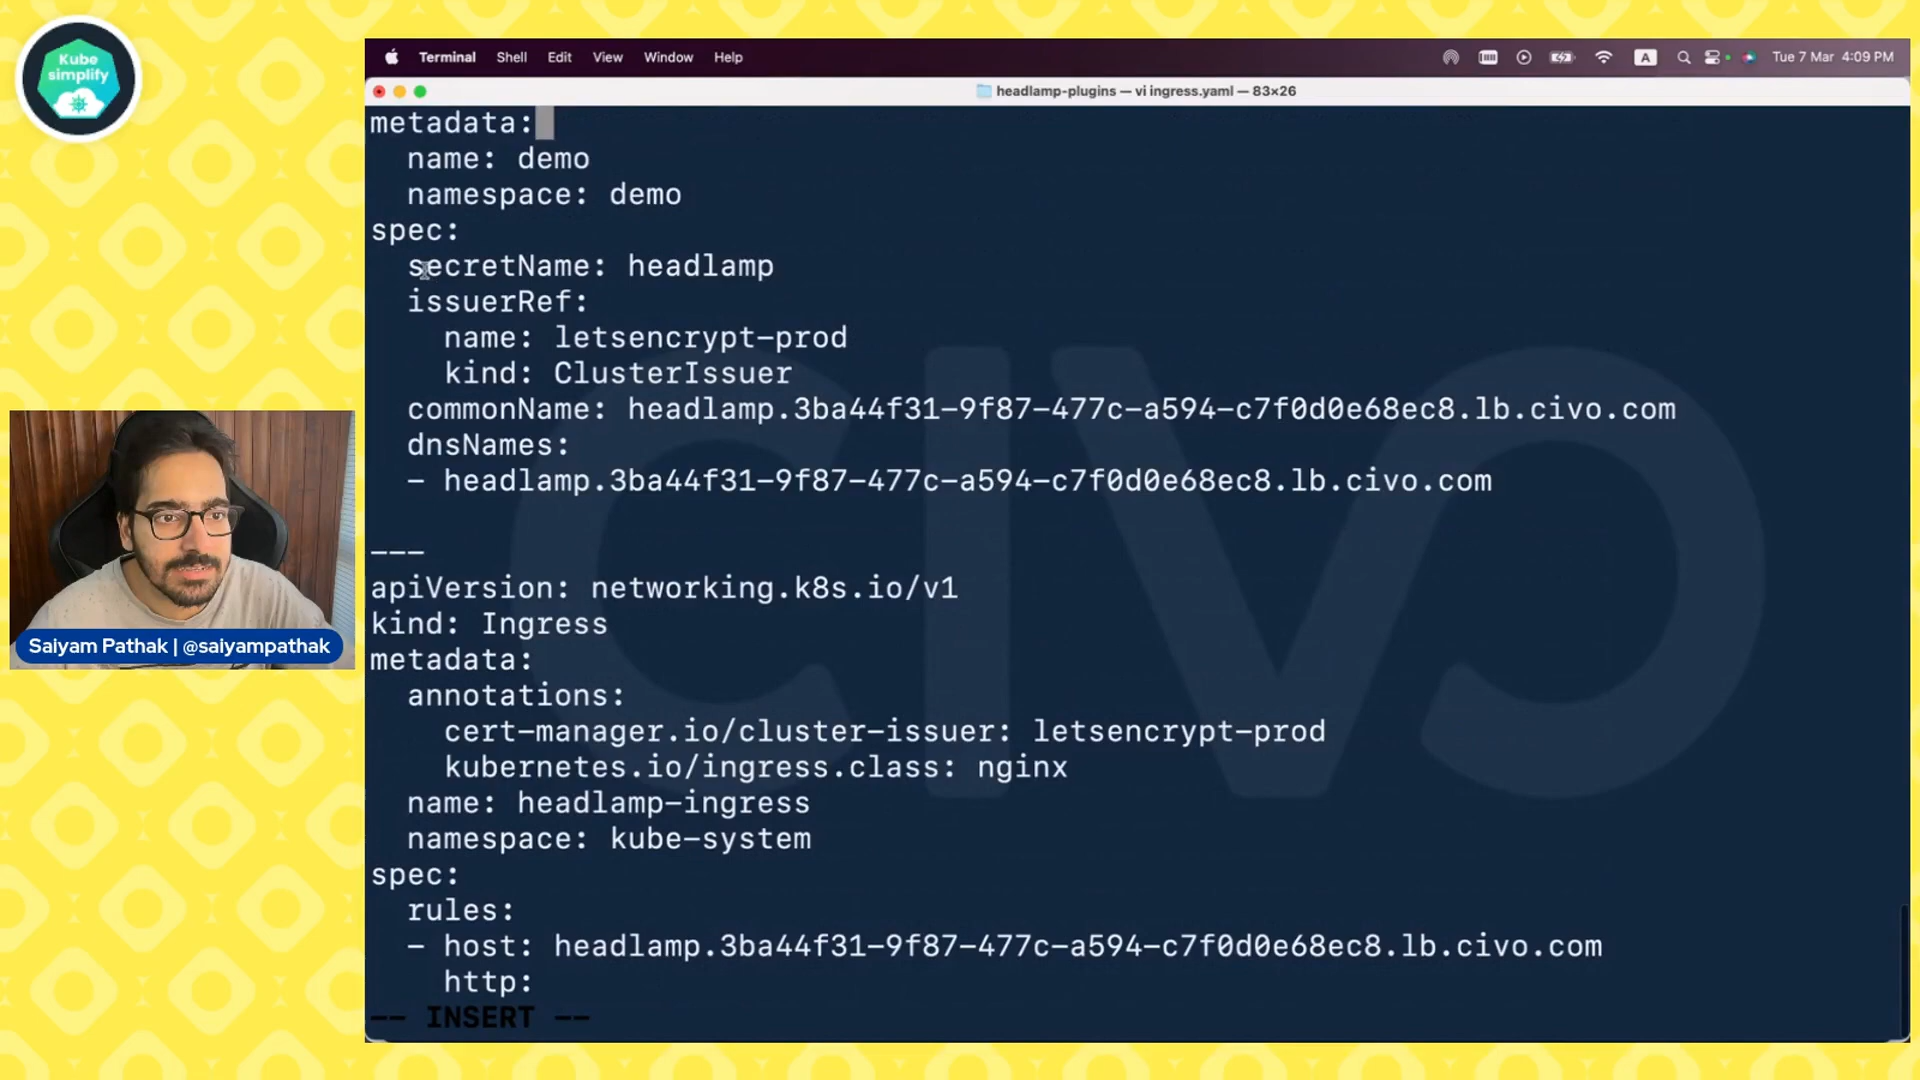 Kube
simplify
Terminal Shell Edit View Window Help
A
Tue 7 Mar 4:09 PM
headlamp-plugins — vi ingress.yaml — 83×26
metadata:
  name: demo
  namespace: demo
spec:
  secretName: headlamp
  issuerRef:
    name: letsencrypt-prod
    kind: ClusterIssuer
  commonName: headlamp.3ba44f31-9f87-477c-a594-c7f0d0e68ec8.lb.civo.com
  dnsNames:
  - headlamp.3ba44f31-9f87-477c-a594-c7f0d0e68ec8.lb.civo.com
---
apiVersion: networking.k8s.io/v1
kind: Ingress
metadata:
  annotations:
    cert-manager.io/cluster-issuer: letsencrypt-prod
    kubernetes.io/ingress.class: nginx
  name: headlamp-ingress
  namespace: kube-system
spec:
  rules:
  - host: headlamp.3ba44f31-9f87-477c-a594-c7f0d0e68ec8.lb.civo.com
    http:
-- INSERT --
CIVO
Saiyam Pathak | @saiyampathak